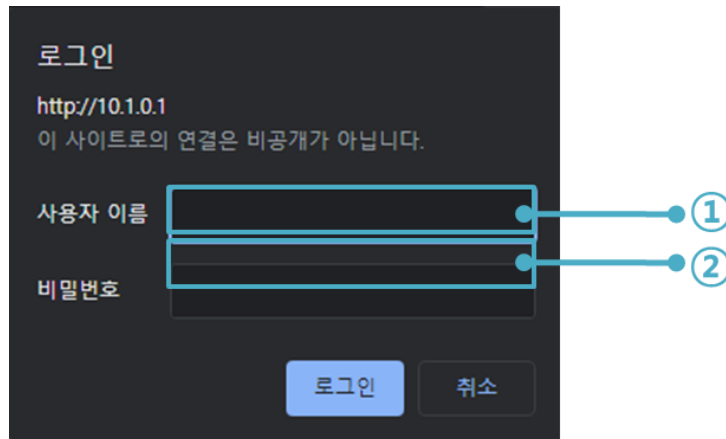 로그인
http://10.1.0.1
이 사이트로의 연결은 비공개가 아닙니다.
사용자 이름
①
②
비밀번호
로그인
취소